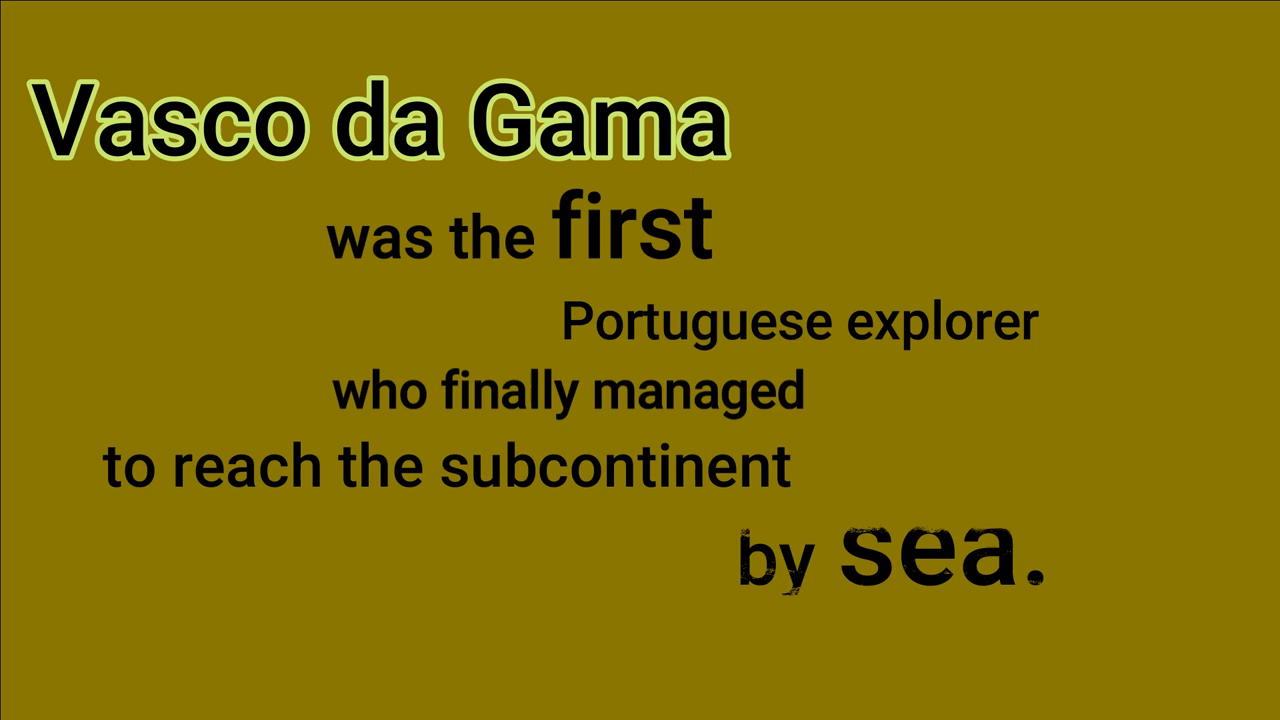 Vasco da Gama
was the first
Portuguese explorer
who finally managed
to reach the subcontinent
by sea.